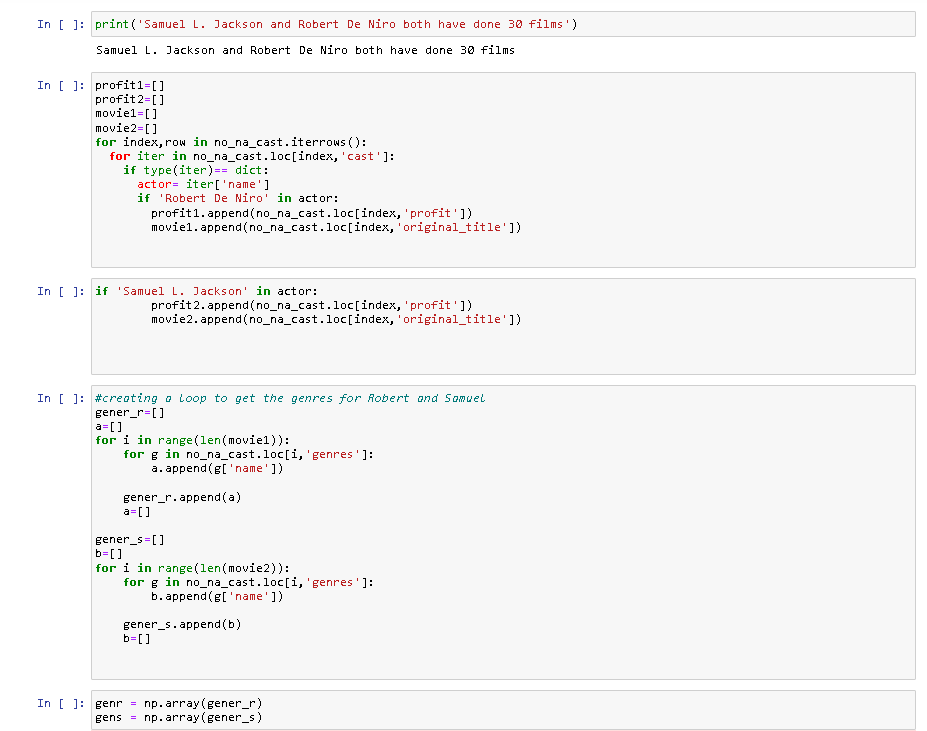 In [ ]: print('Samuel L. Jackson and Robert De Niro both have done 30 films')
Samuel L. Jackson and Robert De Niro both have done 30 films
In [ ]: profit1=[]
profit2=[]
movie1=[]
movie2=[]
for index,row in no_na_cast.iterrows():
  for iter in no_na_cast.loc[index,'cast']:
    if type(iter)== dict:
      actor= iter['name']
      if 'Robert De Niro' in actor:
        profit1.append(no_na_cast.loc[index,'profit'])
        movie1.append(no_na_cast.loc[index,'original_title'])
In [ ]: if 'Samuel L. Jackson' in actor:
        profit2.append(no_na_cast.loc[index,'profit'])
        movie2.append(no_na_cast.loc[index,'original_title'])
In [ ]: #creating a loop to get the genres for Robert and Samuel
gener_r=[]
a=[]
for i in range(len(movie1)):
    for g in no_na_cast.loc[i,'genres']:
        a.append(g['name'])
    gener_r.append(a)
    a=[]
gener_s=[]
b=[]
for i in range(len(movie2)):
    for g in no_na_cast.loc[i,'genres']:
        b.append(g['name'])
    gener_s.append(b)
    b=[]
In [ ]: genr = np.array(gener_r)
gens = np.array(gener_s)